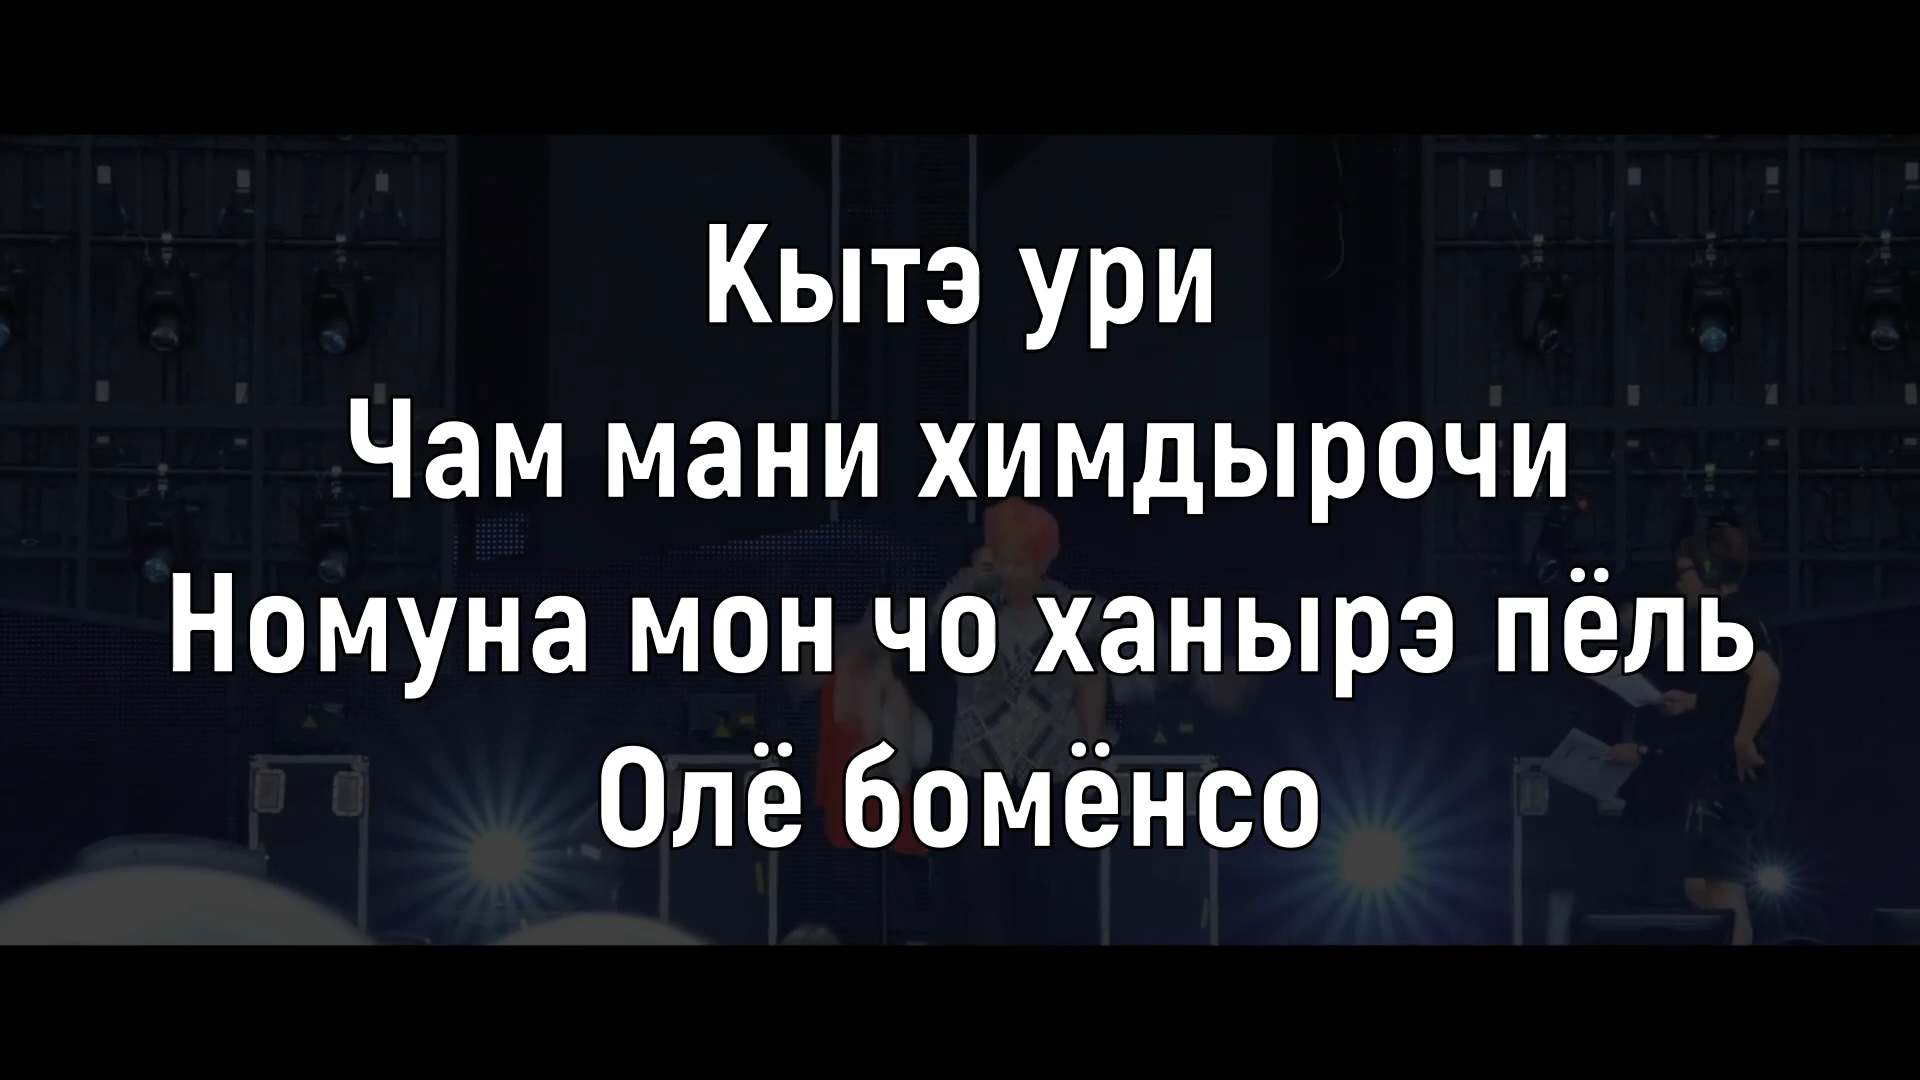 Кытэ ури
Чам мани химдырочи
Номуна мон чо ханырэ пёль
Олё бомёнсо